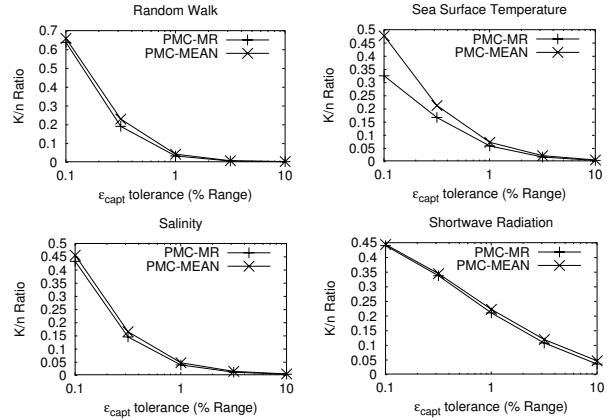 Random Walk
K/n Ratio
0.7
0.6
0.5
0.4
0.3
0.2
0.1
0
PMC-MR
PMC-MEAN
0.1
1
10
εcapt tolerance (% Range)
Sea Surface Temperature
K/n Ratio
0.5
0.45
0.4
0.35
0.3
0.25
0.2
0.15
0.1
0.05
0
PMC-MR
PMC-MEAN
0.1
1
10
εcapt tolerance (% Range)
Salinity
K/n Ratio
0.5
0.45
0.4
0.35
0.3
0.25
0.2
0.15
0.1
0.05
0
PMC-MR
PMC-MEAN
0.1
1
10
εcapt tolerance (% Range)
Shortwave Radiation
K/n Ratio
0.45
0.4
0.35
0.3
0.25
0.2
0.15
0.1
0.05
0
PMC-MR
PMC-MEAN
0.1
1
10
εcapt tolerance (% Range)